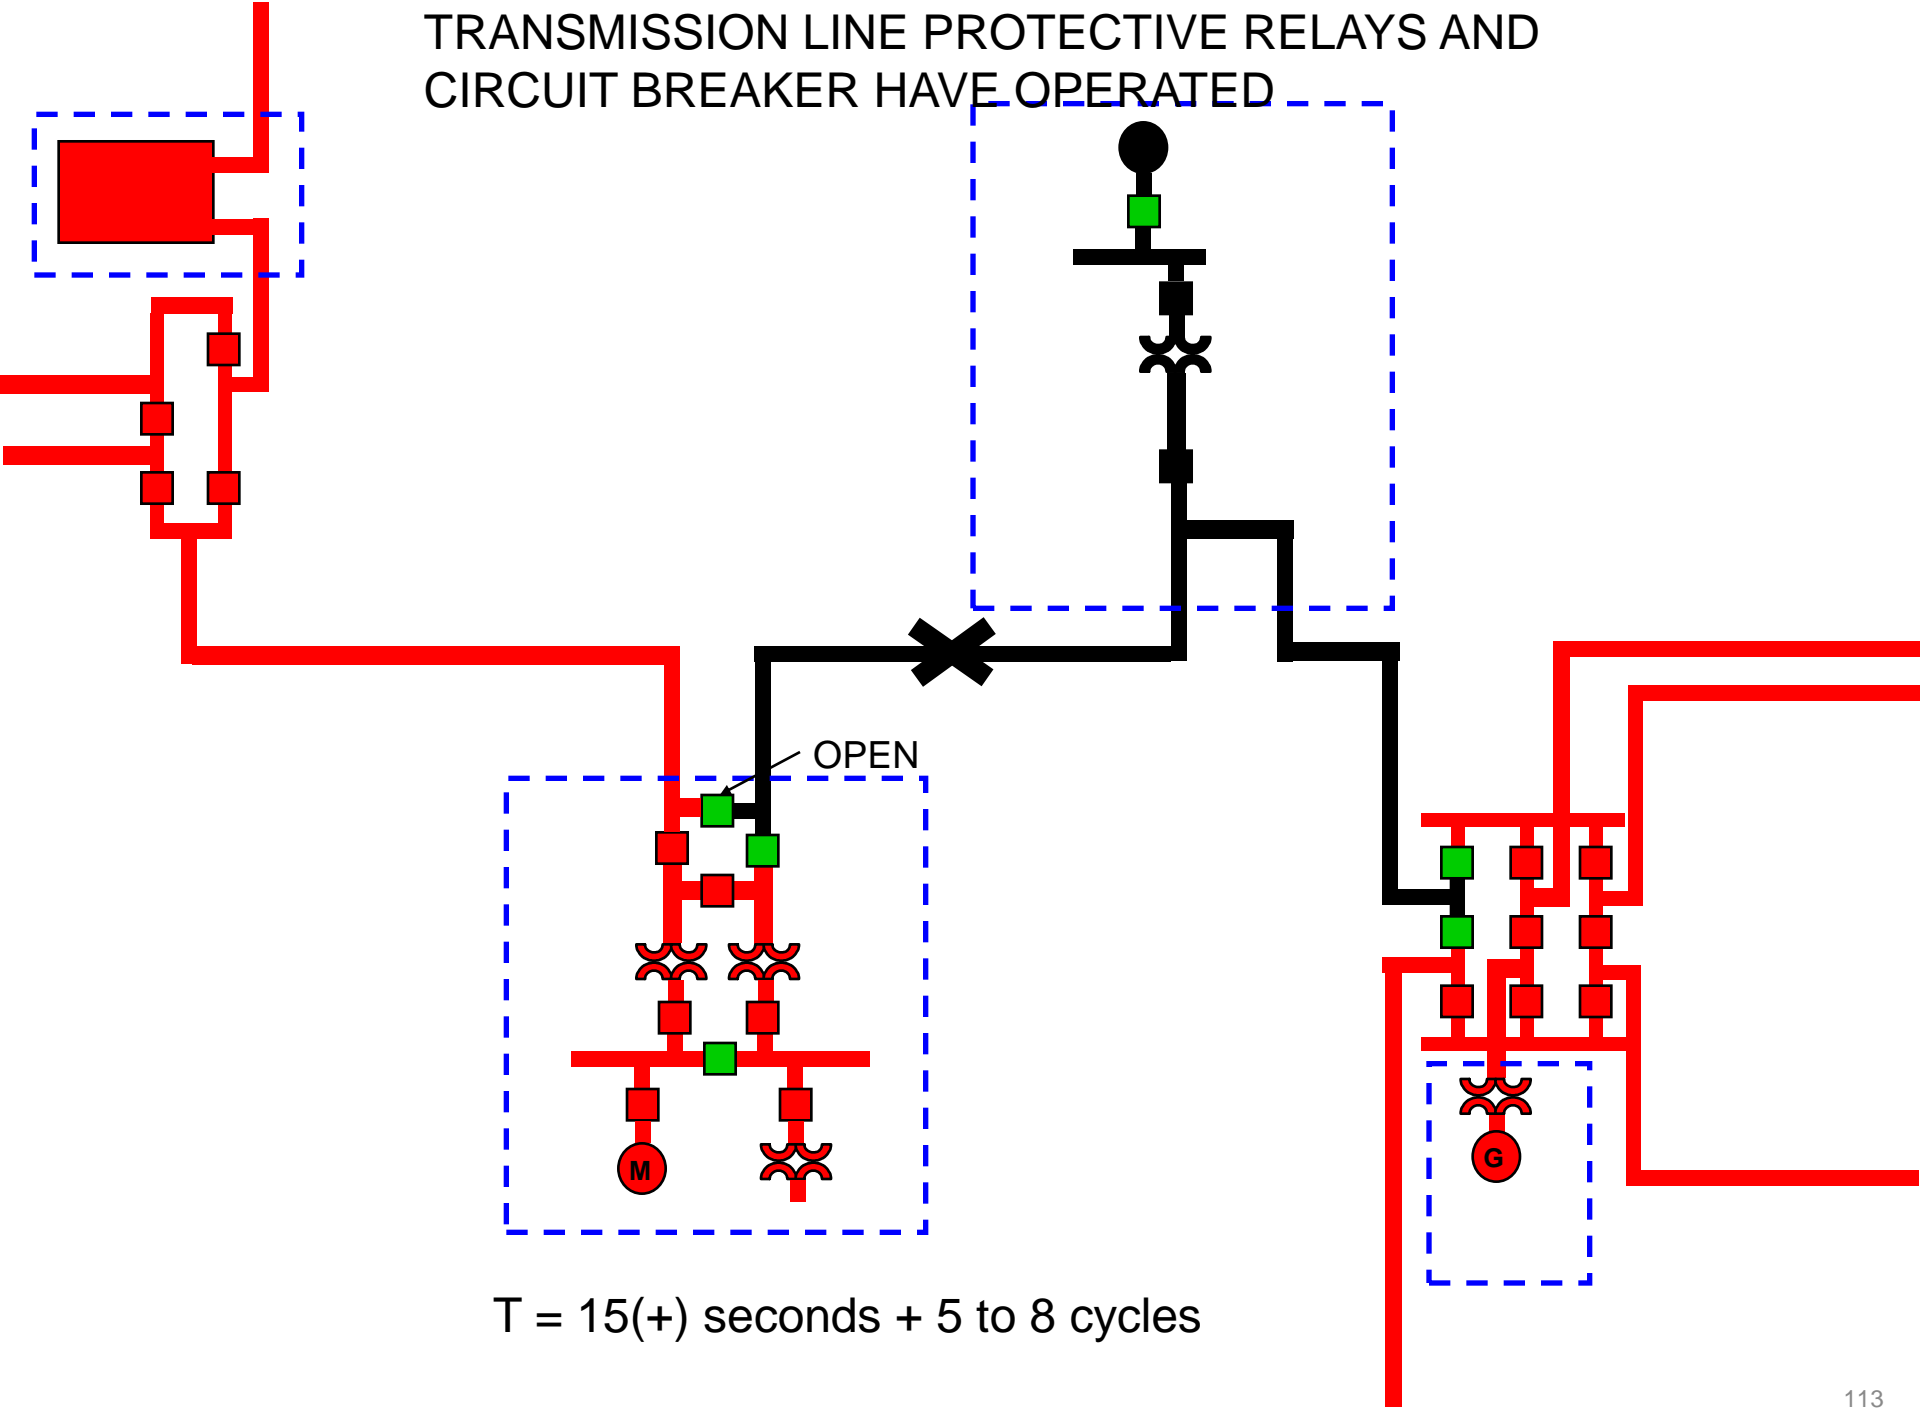 TRANSMISSION LINE PROTECTIVE RELAYS AND
CIRCUIT BREAKER HAVE OPERATED
OPEN
M
G
T = 15(+) seconds + 5 to 8 cycles
113